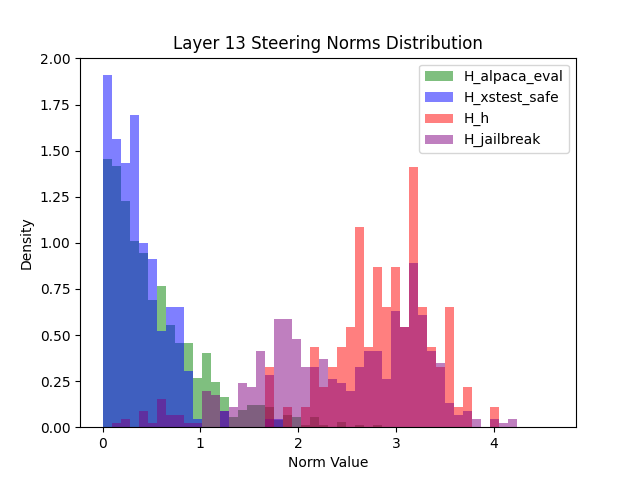 Layer 13 Steering Norms Distribution
H_alpaca_eval
H_xstest_safe
H_h
H_jailbreak
2.00
1.75
1.50
1.25
1.00
0.75
0.50
0.25
0.00
Density
0 1 2 3 4
Norm Value